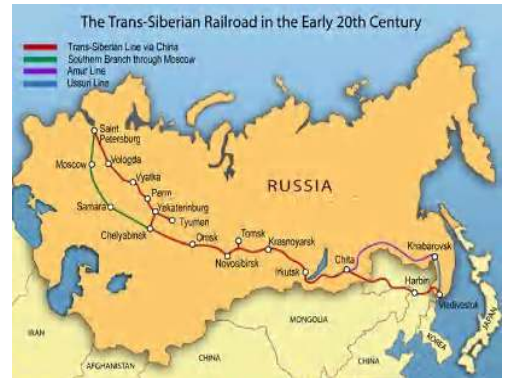 The Trans-Siberian Railroad in the Early 20th Century
Trans-Siberian Line via China
Southern Branch through Moscow
Amur Line
Ussuri Line
Saint
Petersburg
Moscow
Vologda
Vyatka
Perm
Yekaterinburg
Samara
Tyumen
Chelyabinsk
Omsk
Tomsk
Novosibirsk
Krasnoyarsk
RUSSIA
Irkutsk
Chita
Khabarovsk
Harbin
Vladivostok
MONGOLIA
IRAN
AFGHANISTAN
CHINA
CHINA
KOREA
JAPAN